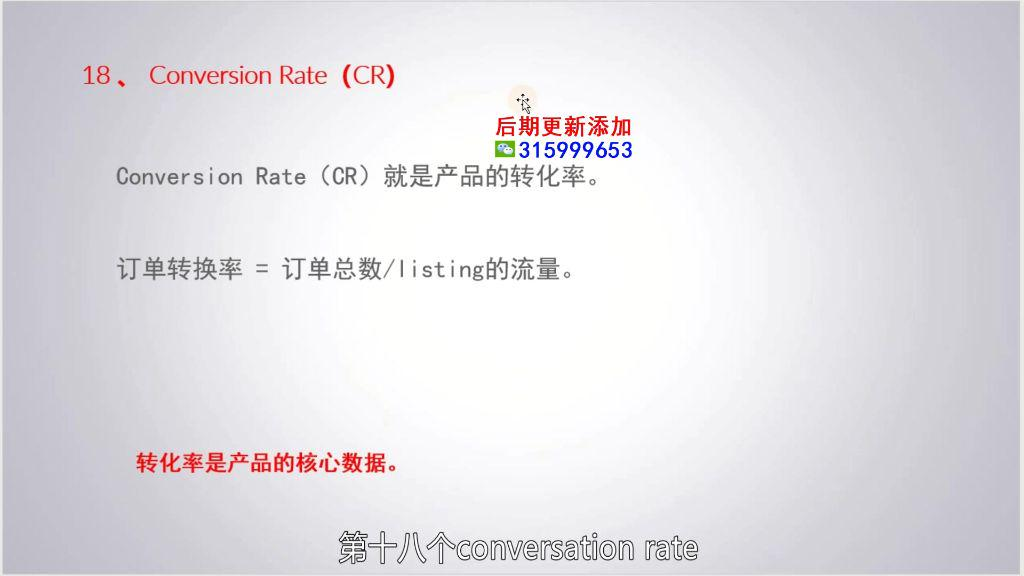 18、 Conversion Rate（CR）
后期更新添加
315999653
Conversion Rate（CR）就是产品的转化率。
订单转换率 = 订单总数/listing的流量。
转化率是产品的核心数据。
第十八个conversation rate